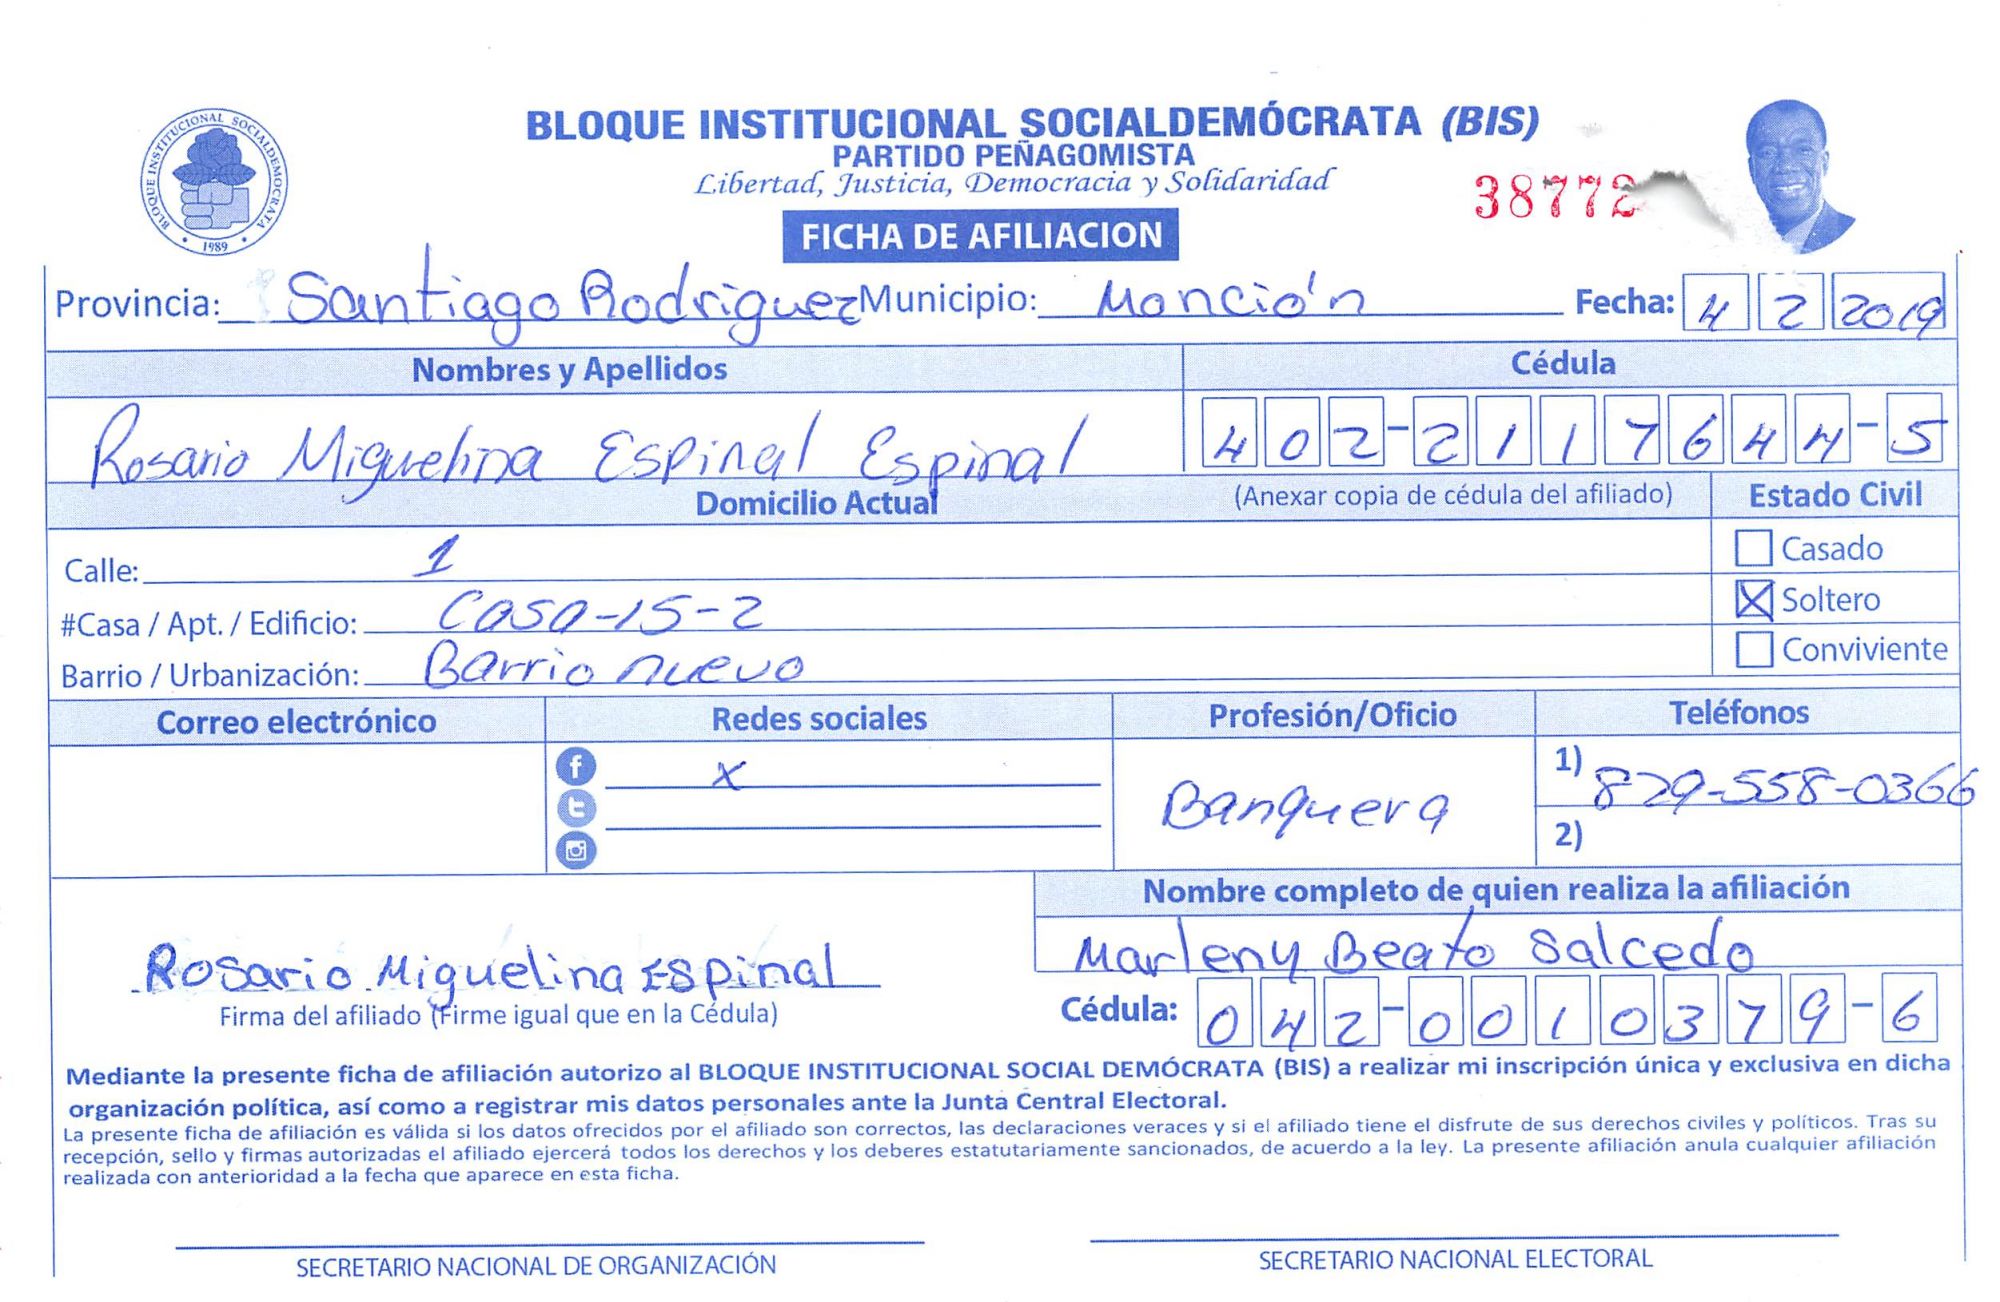 BLOQUE INSTITUCIONAL SOCIALDEMOCRATA
1989
BLOQUE INSTITUCIONAL SOCIALDEMÓCRATA (BIS)
PARTIDO PEÑAGOMISTA
Libertad, Justicia, Democracia y Solidaridad
38772
FICHA DE AFILIACION
Provincia: Santiago Rodriguez Municipio: Monción Fecha: 4 2 2019
Nombres y Apellidos Cédula
Rosario Miguelina Espinal Espinal 402-2117644-5
Domicilio Actual (Anexar copia de cédula del afiliado) Estado Civil
Calle: 1 Casado
#Casa / Apt. / Edificio: Casa-15-2 X Soltero
Barrio / Urbanización: Barrio nuevo Conviviente
Correo electrónico Redes sociales Profesión/Oficio Teléfonos
x Banquera 1) 829-558-0366
2)
Nombre completo de quien realiza la afiliación
Marleny Beato Salcedo
Rosario Miguelina Espinal
Firma del afiliado (Firme igual que en la Cédula) Cédula: 042-0010379-6
Mediante la presente ficha de afiliación autorizo al BLOQUE INSTITUCIONAL SOCIAL DEMÓCRATA (BIS) a realizar mi inscripción única y exclusiva en dicha
organización política, así como a registrar mis datos personales ante la Junta Central Electoral.
La presente ficha de afiliación es válida si los datos ofrecidos por el afiliado son correctos, las declaraciones veraces y si el afiliado tiene el disfrute de sus derechos civiles y políticos. Tras su
recepción, sello y firmas autorizadas el afiliado ejercerá todos los derechos y los deberes estatutariamente sancionados, de acuerdo a la ley. La presente afiliación anula cualquier afiliación
realizada con anterioridad a la fecha que aparece en esta ficha.
SECRETARIO NACIONAL DE ORGANIZACIÓN SECRETARIO NACIONAL ELECTORAL